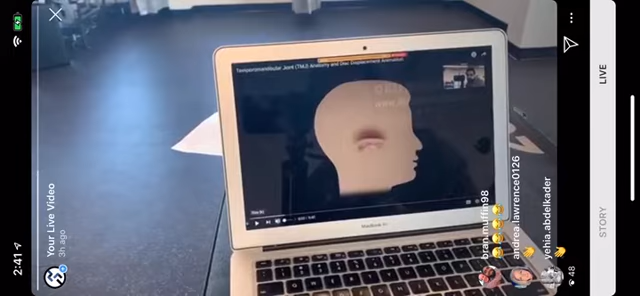 2:41
Your Live Video
3h ago
Temporomandibular Joint (TMJ) Anatomy and Disc Displacement Animation
MacBook Air
bran.muffin98
andrea.lawrence0126
yehia.abdelkader
48
LIVE
STORY